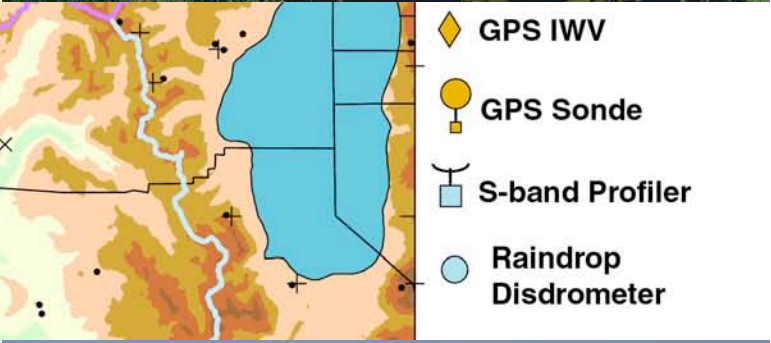 GPS IWV
GPS Sonde
S-band Profiler
Raindrop
Disdrometer